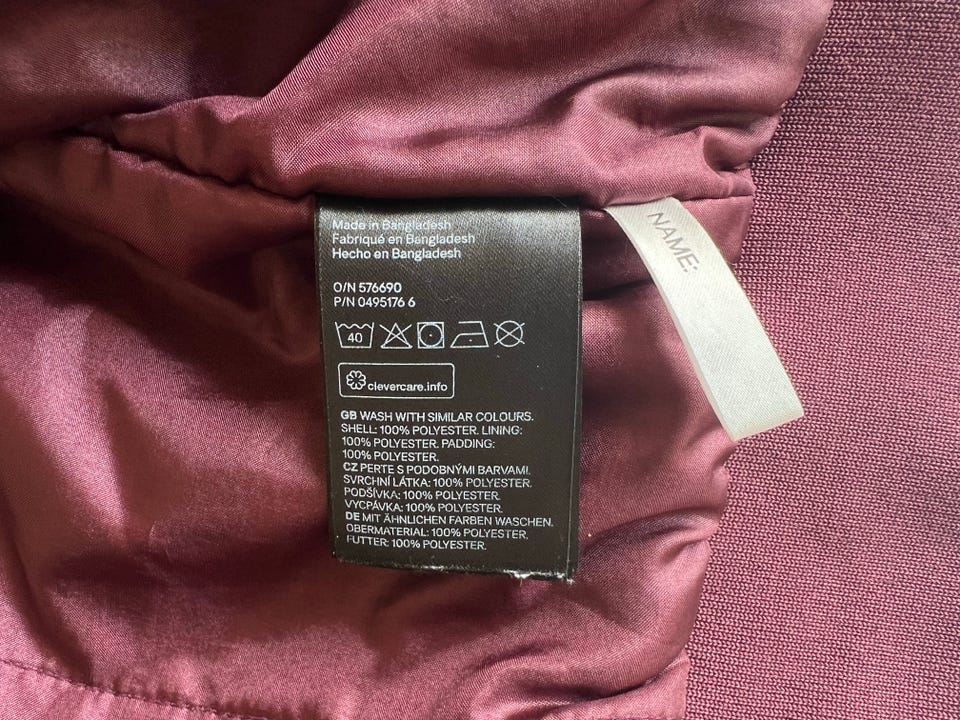 Made in Bangladesh
Fabriqué en Bangladesh
Hecho en Bangladesh
O/N 576690
P/N 0495176 6
40
clevercare.info
GB WASH WITH SIMILAR COLOURS.
SHELL: 100% POLYESTER. LINING:
100% POLYESTER. PADDING:
100% POLYESTER.
CZ PERTE S PODOBNÝMI BARVAMI.
SVRCHNÍ LÁTKA: 100% POLYESTER.
PODŠÍVKA: 100% POLYESTER.
VYCPÁVKA: 100% POLYESTER.
DE MIT ÄHNLICHEN FARBEN WASCHEN.
OBERMATERIAL: 100% POLYESTER.
FUTTER: 100% POLYESTER.
NAME: